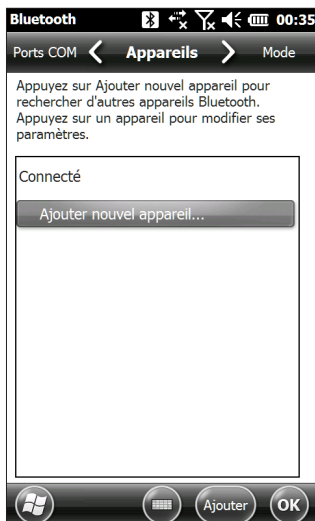 Bluetooth 00:35
Ports COM Appareils Mode
Appuyez sur Ajouter nouvel appareil pour
rechercher d'autres appareils Bluetooth.
Appuyez sur un appareil pour modifier ses
paramètres.
Connecté
Ajouter nouvel appareil...
Ajouter OK